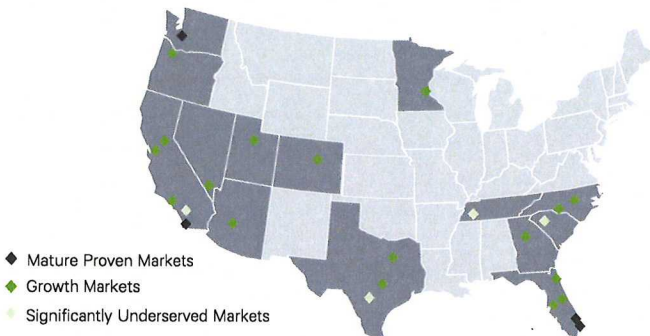 Mature Proven Markets
Growth Markets
Significantly Underserved Markets